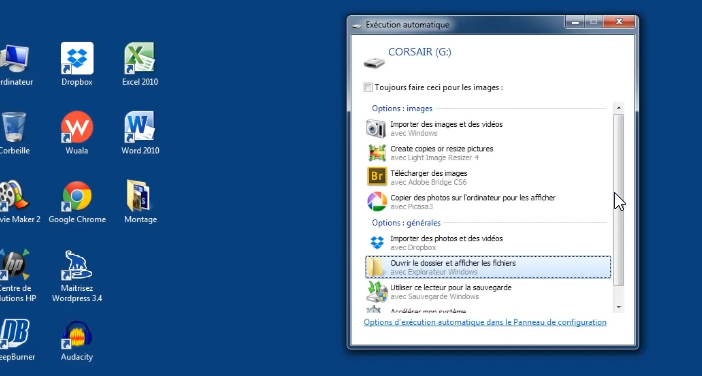 rdinateur
Dropbox
Excel 2010
Corbeille
Wuala
Word 2010
vie Maker 2
Google Chrome
Montage
Centre de
lutions HP
Maitrisez
Wordpress 3.4
eepBurner
Audacity
Exécution automatique
CORSAIR (G:)
Toujours faire ceci pour les images :
Options : images
Importer des images et des vidéos
avec Windows
Create copies or resize pictures
avec Light Image Resizer 4
Télécharger des images
avec Adobe Bridge CS6
Copier des photos sur l'ordinateur pour les afficher
avec Picasa3
Options : générales
Importer des photos et des vidéos
avec Dropbox
Ouvrir le dossier et afficher les fichiers
avec Explorateur Windows
Utiliser ce lecteur pour la sauvegarde
avec Sauvegarde Windows
Accélérer mon système
Options d'exécution automatique dans le Panneau de configuration